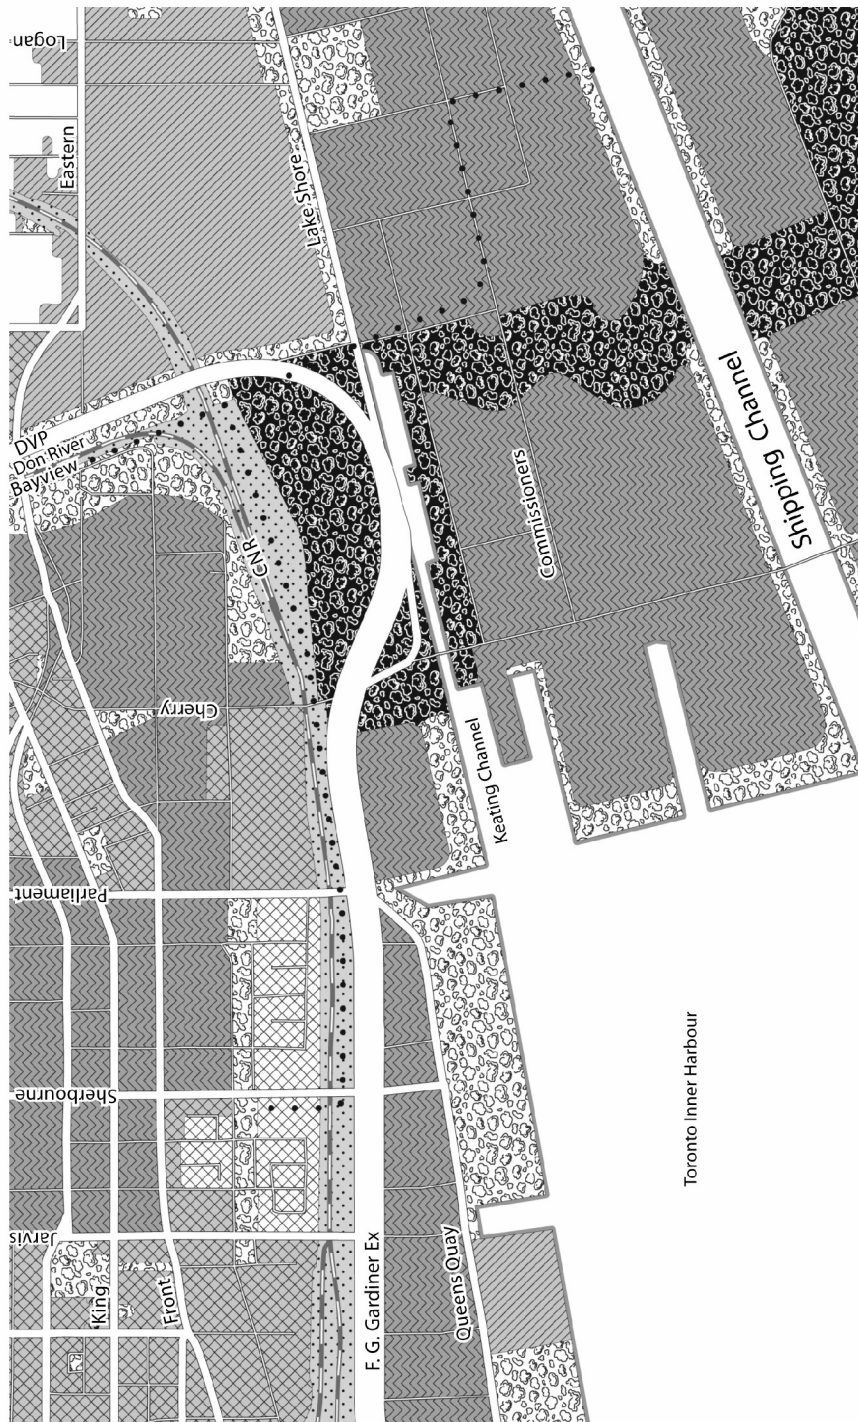 Logan
Eastern
Lake Shore
DVP
Don River
Bayview
CNR
Commissioners
Shipping Channel
Cherry
Keating Channel
Parliament
Sherbourne
Toronto Inner Harbour
Jarvis
King
Front
F. G. Gardiner Ex
Queens Quay